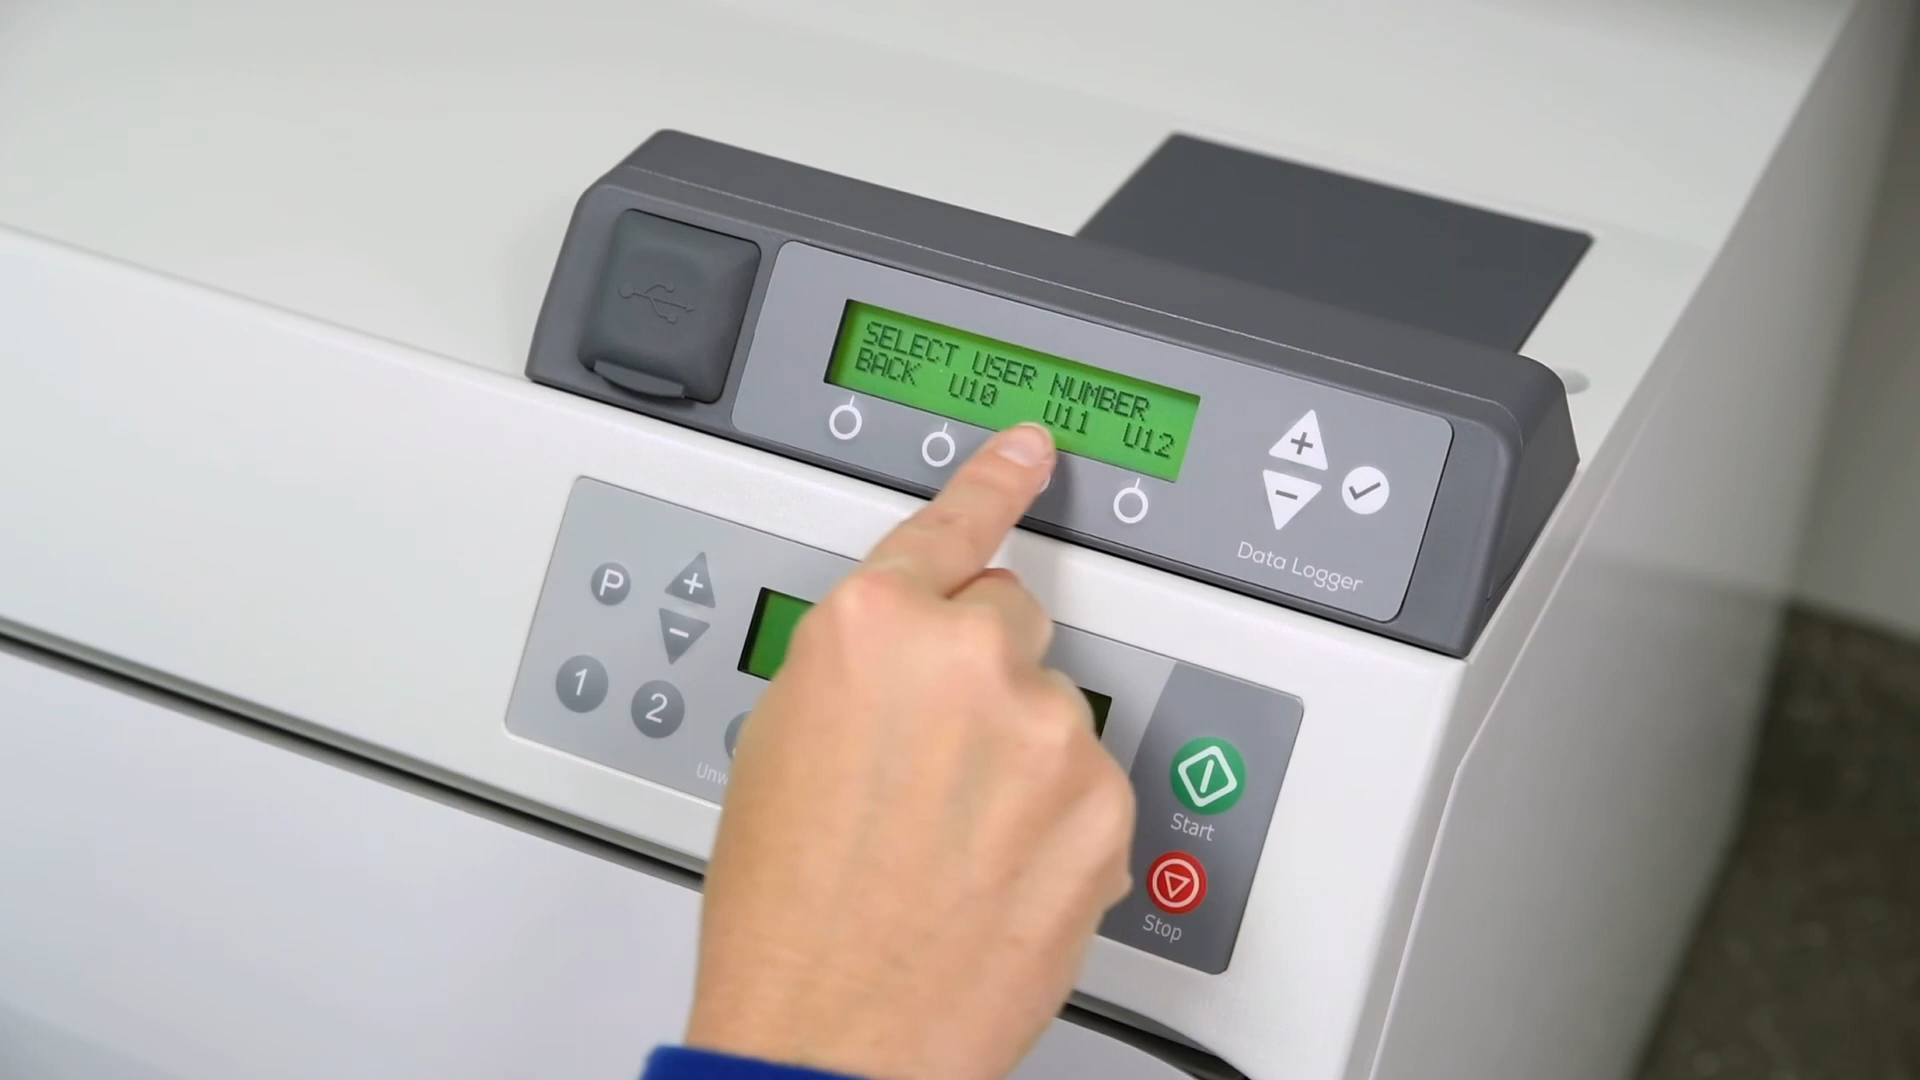 SELECT USER NUMBER
BACK U10 U11 U12
+
-
Data Logger
P
+
-
1
2
Start
Stop